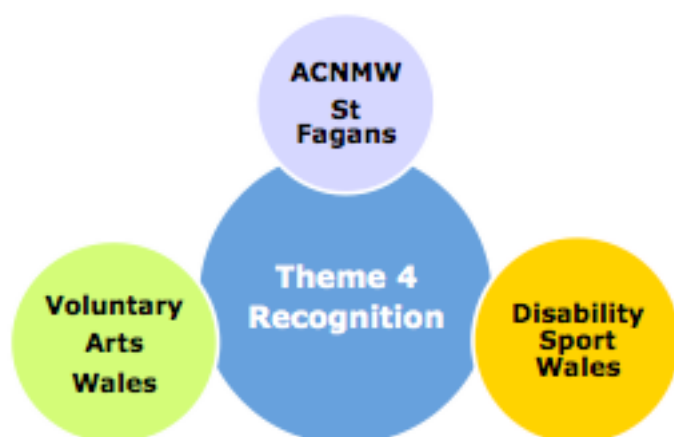 ACNMW
St
Fagans
Theme 4
Recognition
Voluntary
Arts
Wales
Disability
Sport
Wales